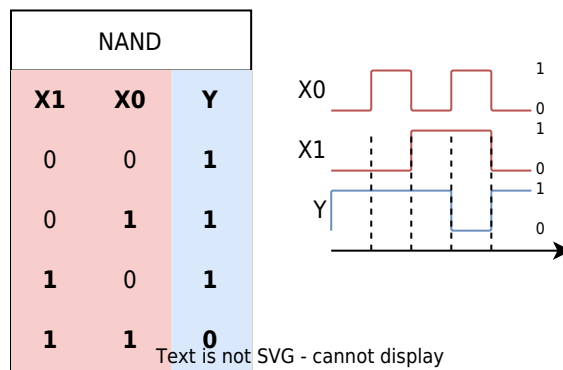 NAND
X1 X0 Y
0 0 1
0 1 1
1 0 1
1 1 0
X0 1
0
X1 1
0
Y 1
0
Text is not SVG - cannot display